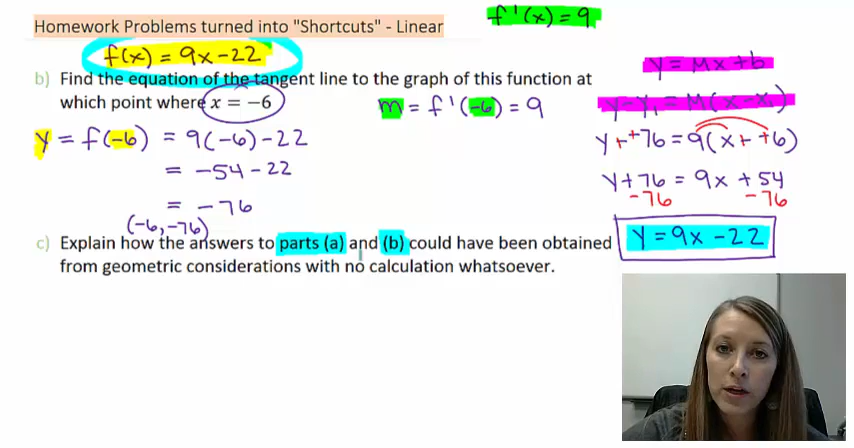 f'(x) = 9
Homework Problems turned into "Shortcuts" - Linear
f(x) = 9x - 22
b) Find the equation of the tangent line to the graph of this function at
which point where x = −6
m = f'(-6) = 9
y = f(-6) = 9(-6) - 22
= -54 - 22
= -76
(-6, -76)
y = mx + b
y - y₁ = m(x - x₁)
y + +76 = 9(x + +6)
y + 76 = 9x + 54
-76 -76
y = 9x - 22
c) Explain how the answers to parts (a) and (b) could have been obtained
from geometric considerations with no calculation whatsoever.